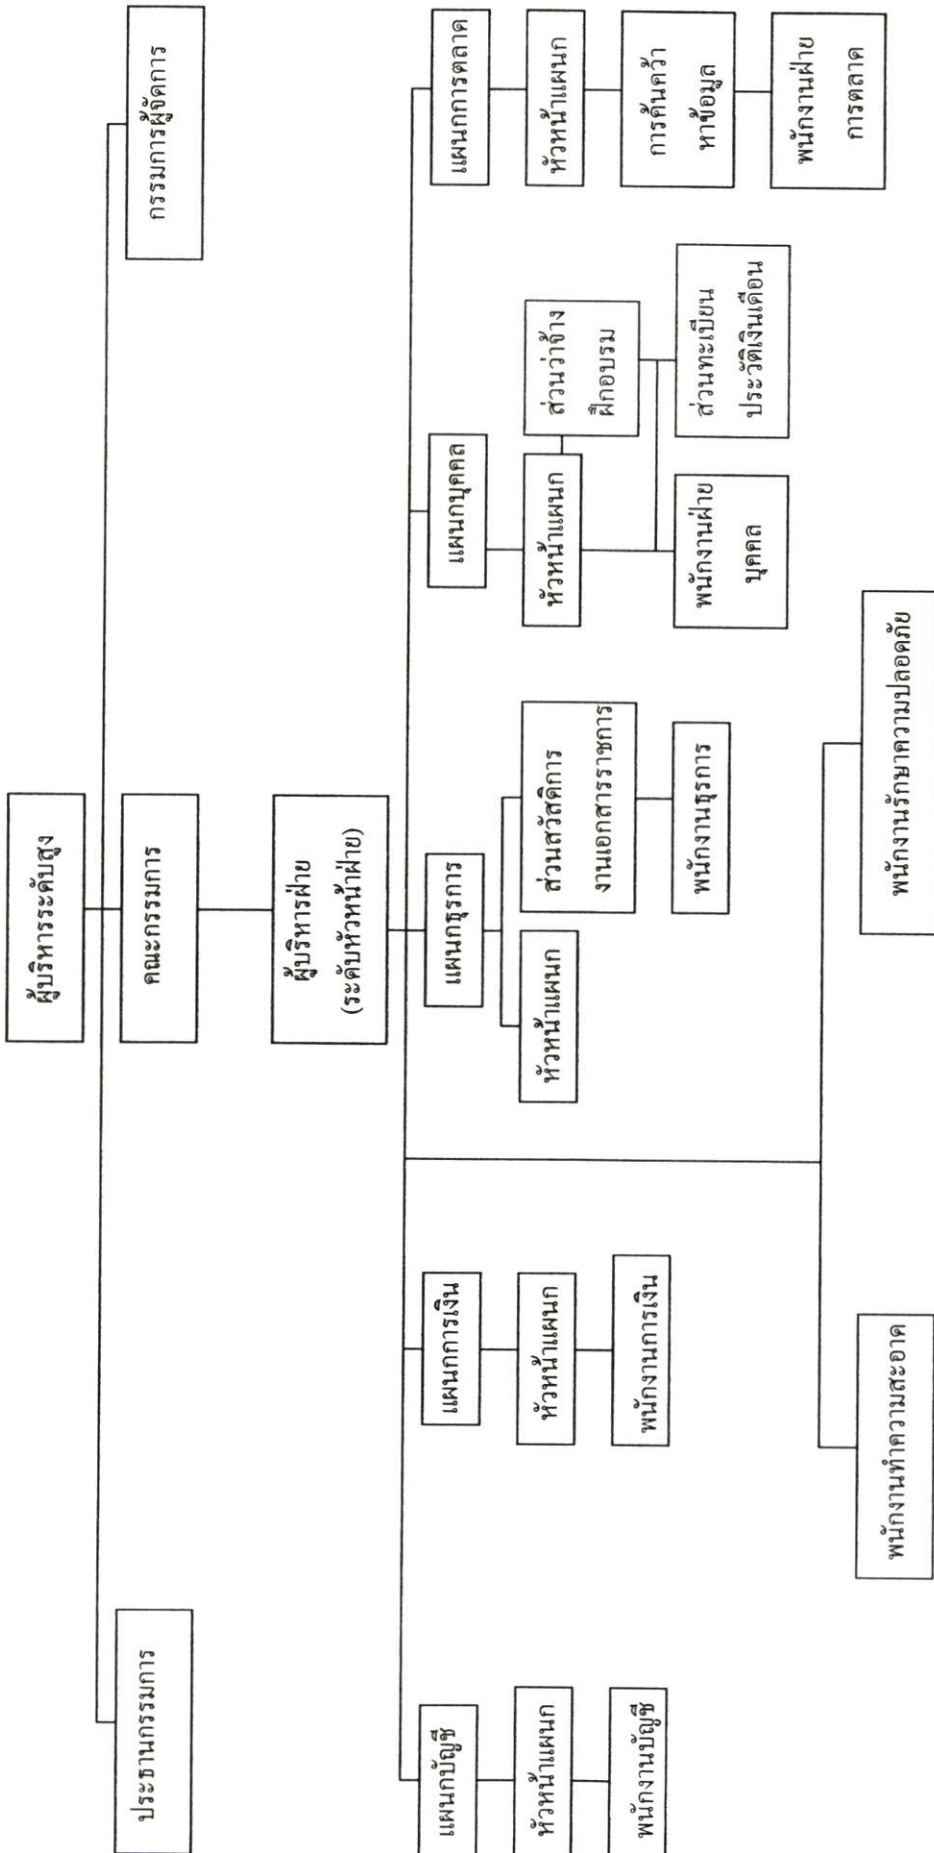 ผู้บริหารระดับสูง
ประธานกรรมการ
คณะกรรมการ
กรรมการผู้จัดการ
ผู้บริหารฝ่าย
(ระดับหัวหน้าฝ่าย)
แผนกบัญชี
แผนกการเงิน
แผนกธุรการ
แผนกบุคคล
แผนกการตลาด
หัวหน้าแผนก
หัวหน้าแผนก
หัวหน้าแผนก
ส่วนสวัสดิการ
งานเอกสารราชการ
หัวหน้าแผนก
ส่วนว่าจ้าง
ฝึกอบรม
หัวหน้าแผนก
พนักงานบัญชี
พนักงานการเงิน
พนักงานธุรการ
พนักงานฝ่าย
บุคคล
ส่วนทะเบียน
ประวัติเงินเดือน
การค้นคว้า
หาข้อมูล
พนักงานฝ่าย
การตลาด
พนักงานทำความสะอาด
พนักงานรักษาความปลอดภัย